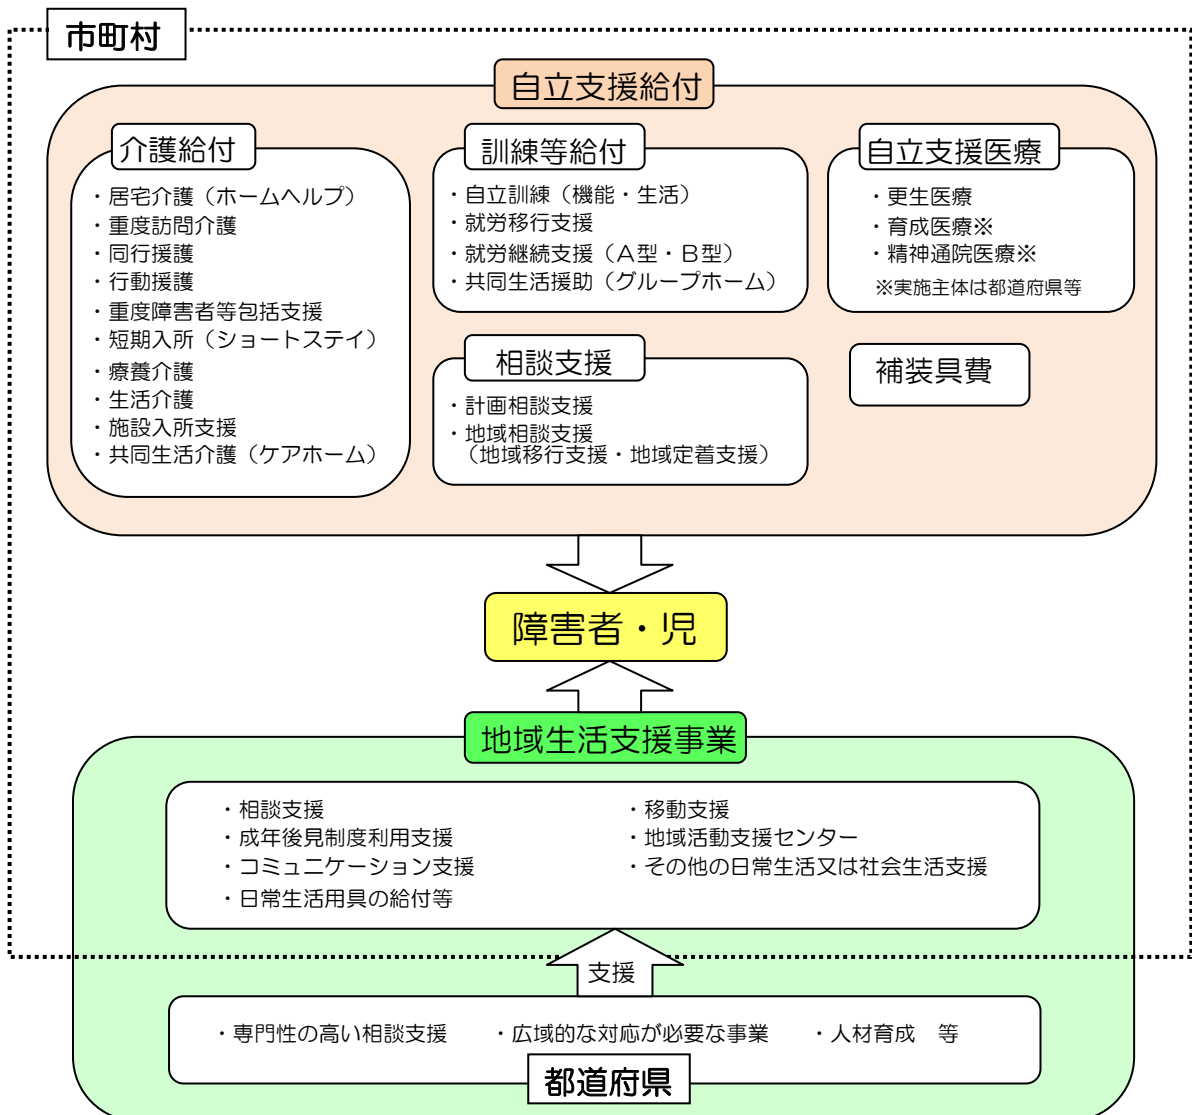 市町村
自立支援給付
介護給付
・居宅介護（ホームヘルプ）
・重度訪問介護
・同行援護
・行動援護
・重度障害者等包括支援
・短期入所（ショートステイ）
・療養介護
・生活介護
・施設入所支援
・共同生活介護（ケアホーム）
訓練等給付
・自立訓練（機能・生活）
・就労移行支援
・就労継続支援（Ａ型・Ｂ型）
・共同生活援助（グループホーム）
相談支援
・計画相談支援
・地域相談支援
（地域移行支援・地域定着支援）
自立支援医療
・更生医療
・育成医療※
・精神通院医療※
※実施主体は都道府県等
補装具費
障害者・児
地域生活支援事業
・相談支援
・成年後見制度利用支援
・コミュニケーション支援
・日常生活用具の給付等
・移動支援
・地域活動支援センター
・その他の日常生活又は社会生活支援
支援
・専門性の高い相談支援　・広域的な対応が必要な事業　・人材育成　等
都道府県